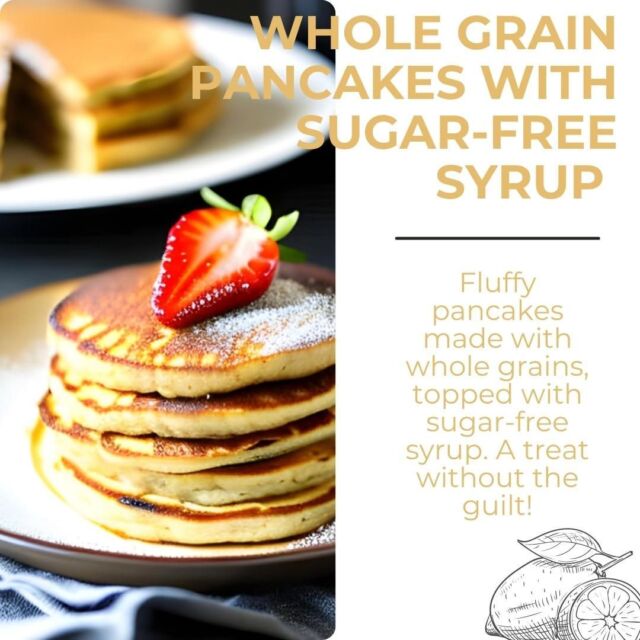 WHOLE GRAIN
PANCAKES WITH
SUGAR-FREE
SYRUP
Fluffy
pancakes
made with
whole grains,
topped with
sugar-free
syrup. A treat
without the
guilt!